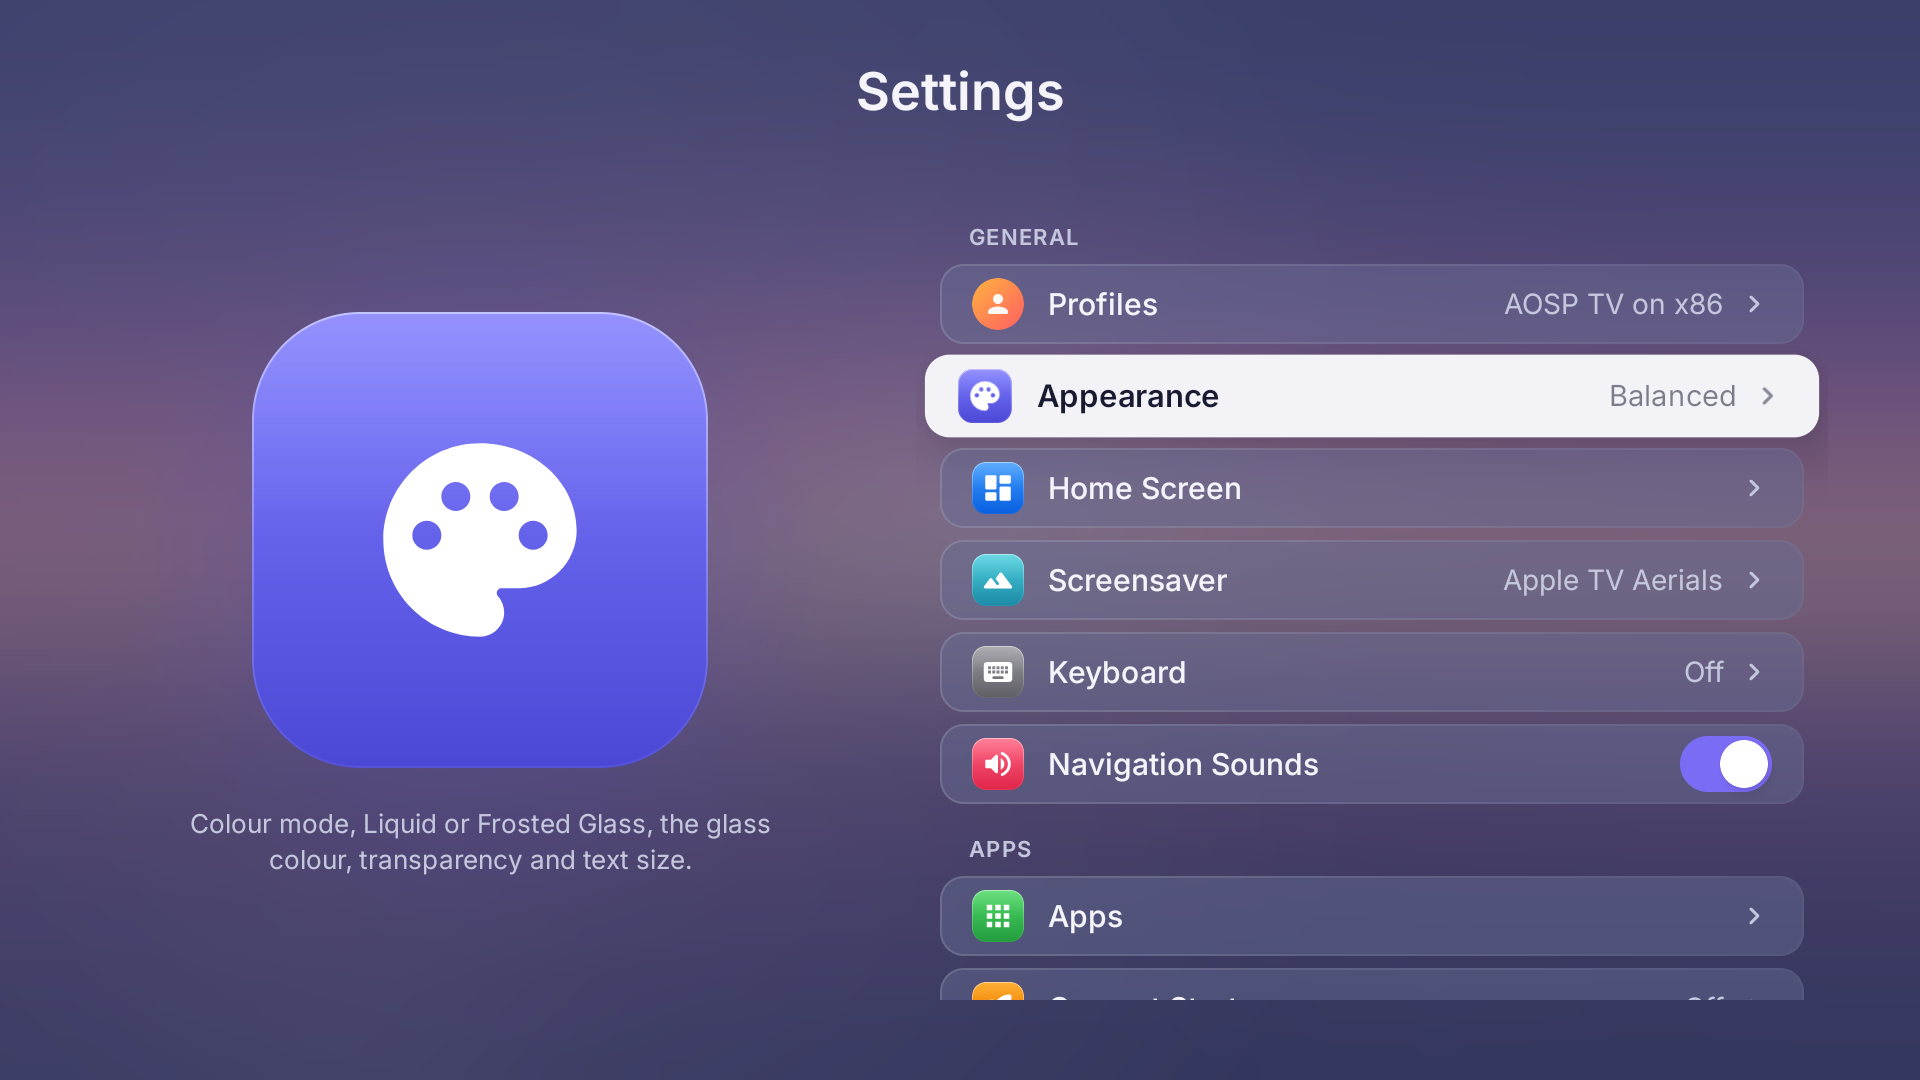 Settings
GENERAL
Profiles AOSP TV on x86
Appearance Balanced
Home Screen
Screensaver Apple TV Aerials
Keyboard Off
Navigation Sounds
Colour mode, Liquid or Frosted Glass, the glass
colour, transparency and text size.
APPS
Apps